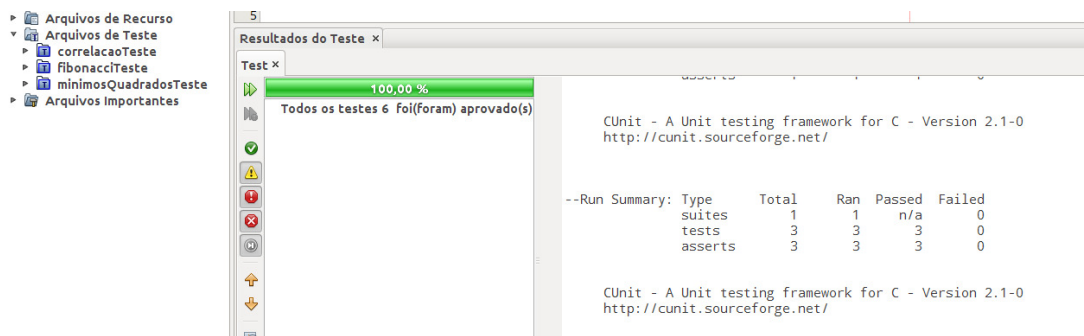 Arquivos de Recurso
Arquivos de Teste
correlacaoTeste
fibonacciTeste
minimosQuadradosTeste
Arquivos Importantes
5
Resultados do Teste ×
Test ×
100,00 %
Todos os testes 6 foi(foram) aprovado(s)
CUnit - A Unit testing framework for C - Version 2.1-0
http://cunit.sourceforge.net/
--Run Summary: Type Total Ran Passed Failed
suites 1 1 n/a 0
tests 3 3 3 0
asserts 3 3 3 0
CUnit - A Unit testing framework for C - Version 2.1-0
http://cunit.sourceforge.net/